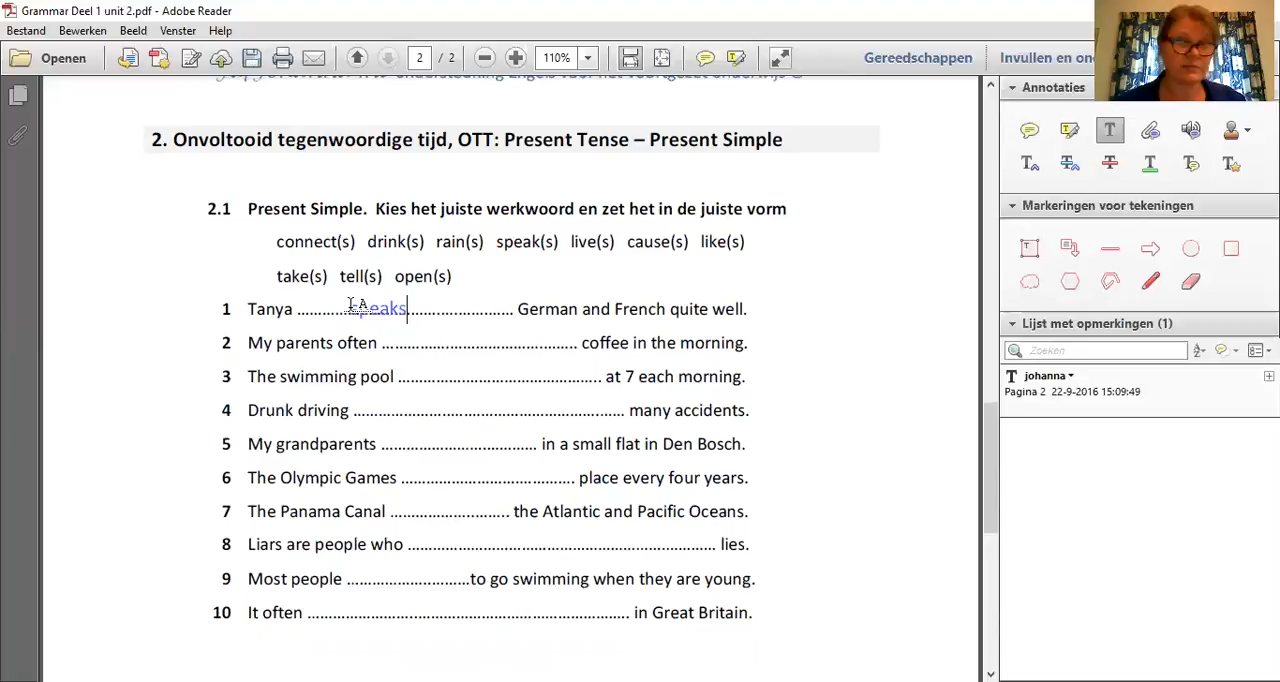 Grammar Deel 1 unit 2.pdf - Adobe Reader
Bestand Bewerken Beeld Venster Help
Openen 2 / 2 110% Gereedschappen Invullen en on
Annotaties
2. Onvoltooid tegenwoordige tijd, OTT: Present Tense – Present Simple
2.1 Present Simple. Kies het juiste werkwoord en zet het in de juiste vorm
connect(s) drink(s) rain(s) speak(s) live(s) cause(s) like(s)
take(s) tell(s) open(s)
1 Tanya ............speaks........................ German and French quite well.
2 My parents often ............................................ coffee in the morning.
3 The swimming pool .............................................. at 7 each morning.
4 Drunk driving ............................................................. many accidents.
5 My grandparents ................................... in a small flat in Den Bosch.
6 The Olympic Games ....................................... place every four years.
7 The Panama Canal ........................... the Atlantic and Pacific Oceans.
8 Liars are people who ..................................................................... lies.
9 Most people ............................to go swimming when they are young.
10 It often ........................................................................ in Great Britain.
Markeringen voor tekeningen
Lijst met opmerkingen (1)
Zoeken
johanna
Pagina 2 22-9-2016 15:09:49